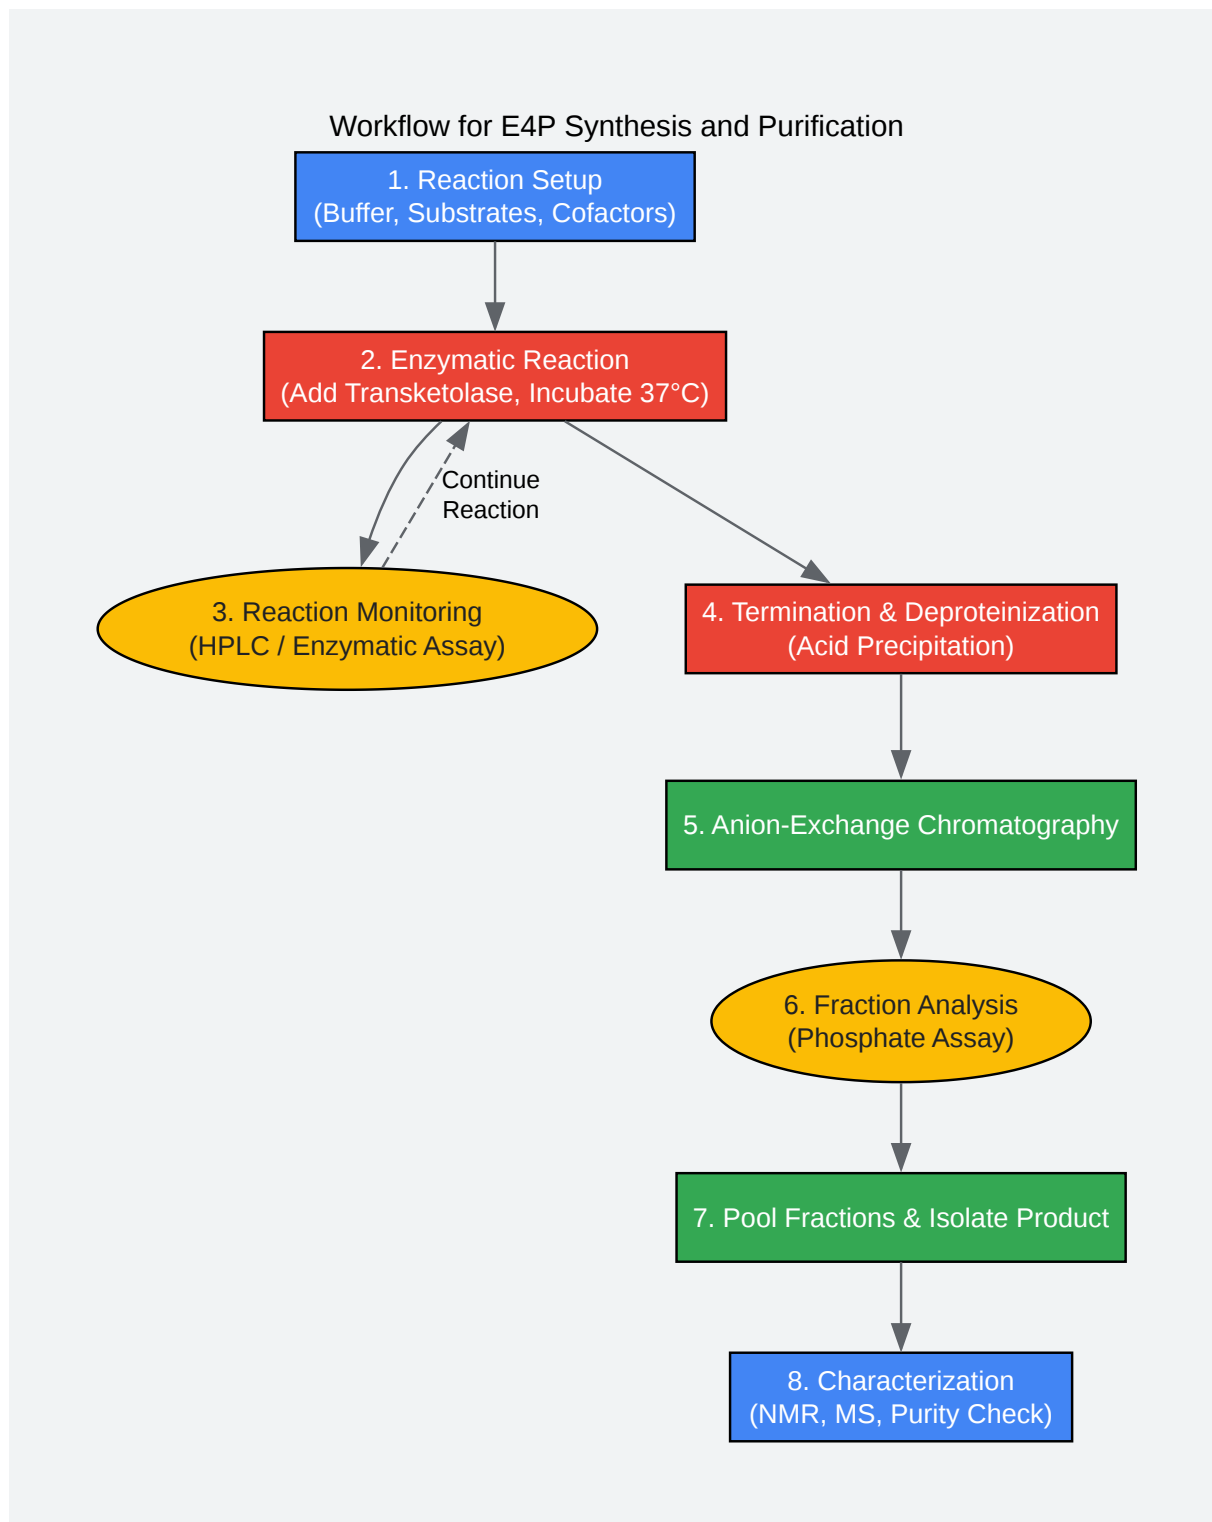 Workflow for E4P Synthesis and Purification
1. Reaction Setup
(Buffer, Substrates, Cofactors)
2. Enzymatic Reaction
(Add Transketolase, Incubate 37°C)
Continue
Reaction
3. Reaction Monitoring
(HPLC / Enzymatic Assay)
4. Termination & Deproteinization
(Acid Precipitation)
5. Anion-Exchange Chromatography
6. Fraction Analysis
(Phosphate Assay)
7. Pool Fractions & Isolate Product
8. Characterization
(NMR, MS, Purity Check)